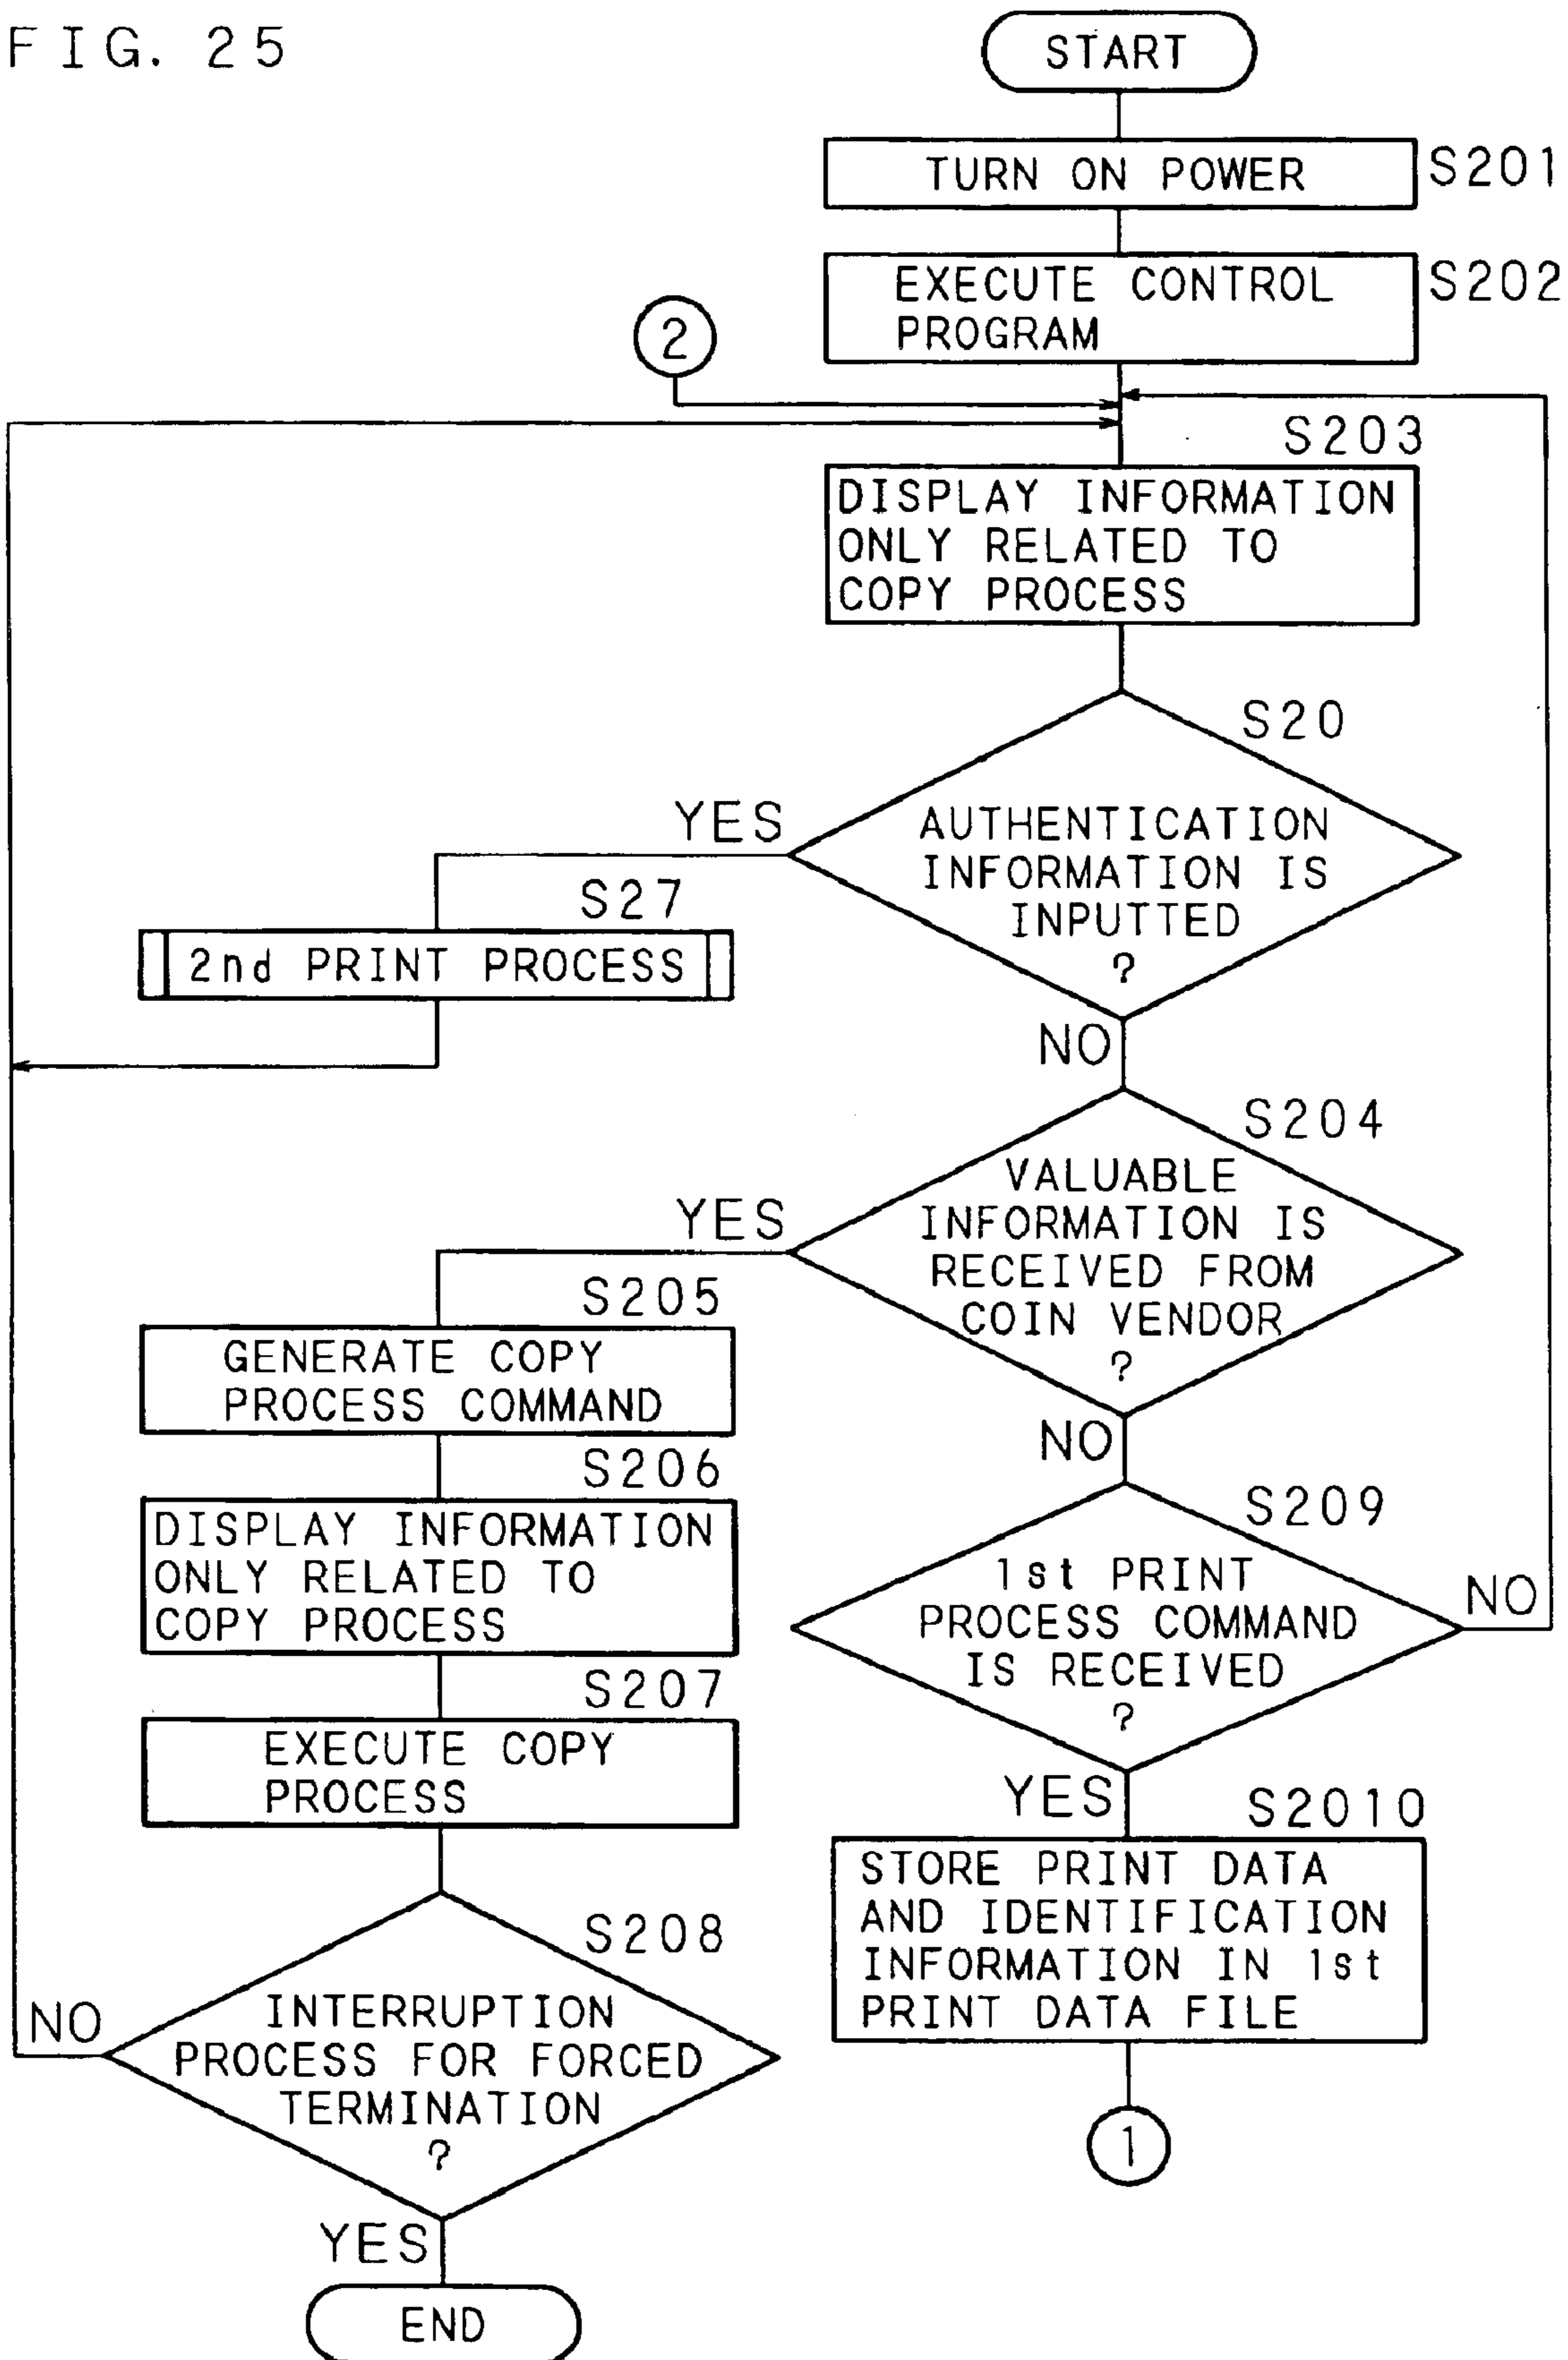 FIG. 25
START
TURN ON POWER
S201
EXECUTE CONTROL
PROGRAM
S202
2
S203
DISPLAY INFORMATION
ONLY RELATED TO
COPY PROCESS
S20
AUTHENTICATION
INFORMATION IS
INPUTTED
?
YES
S27
2nd PRINT PROCESS
NO
S204
VALUABLE
INFORMATION IS
RECEIVED FROM
COIN VENDOR
?
YES
S205
GENERATE COPY
PROCESS COMMAND
S206
DISPLAY INFORMATION
ONLY RELATED TO
COPY PROCESS
S207
EXECUTE COPY
PROCESS
S208
INTERRUPTION
PROCESS FOR FORCED
TERMINATION
?
NO
YES
END
NO
S209
1st PRINT
PROCESS COMMAND
IS RECEIVED
?
NO
YES
S2010
STORE PRINT DATA
AND IDENTIFICATION
INFORMATION IN 1st
PRINT DATA FILE
1